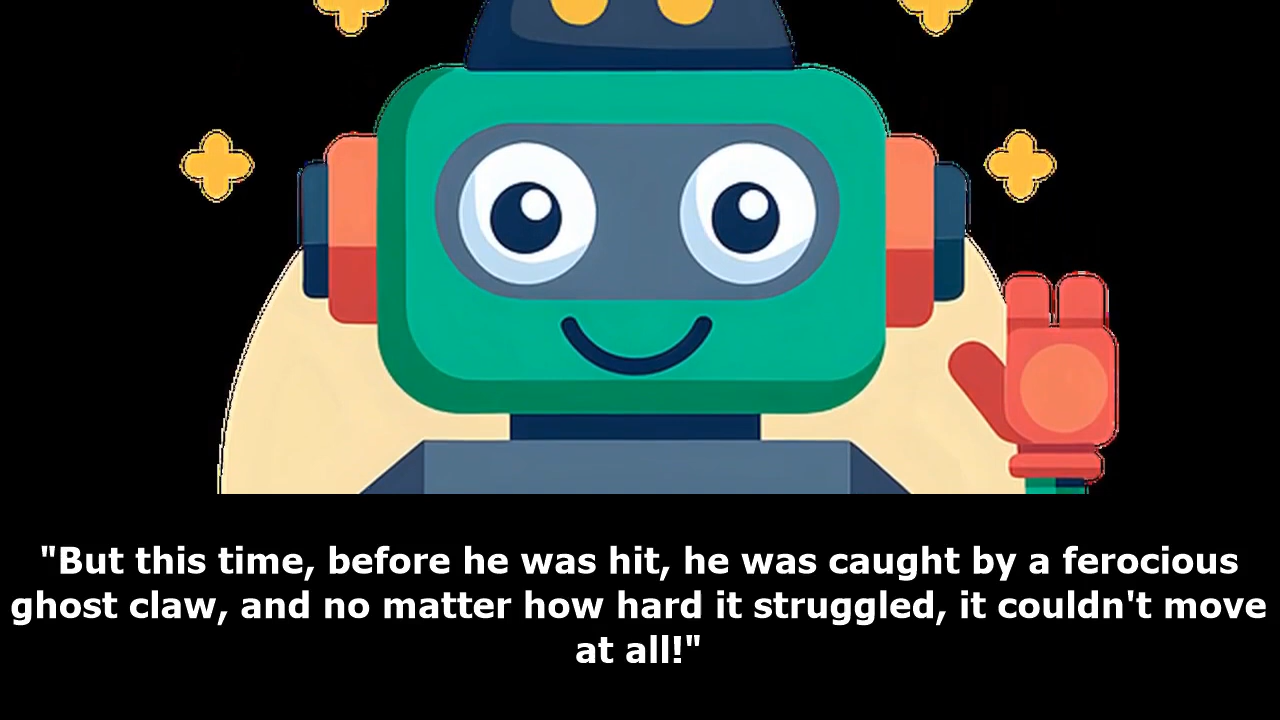 "But this time, before he was hit, he was caught by a ferocious
ghost claw, and no matter how hard it struggled, it couldn't move
at all!"